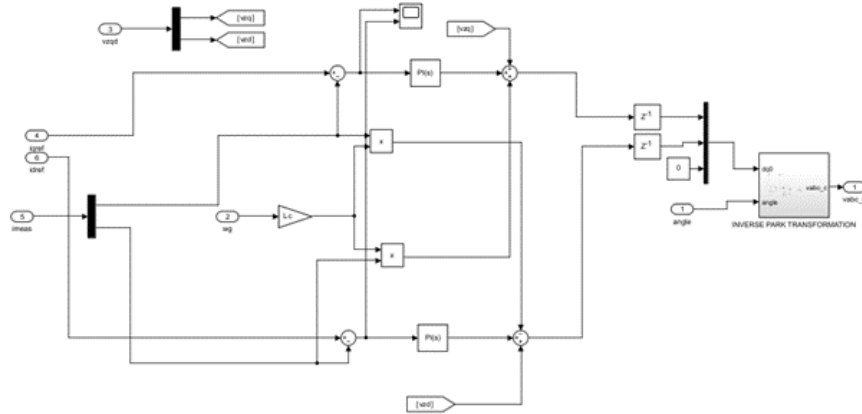 3
vzqd
[vzq]
[vzd]
[vzq]
PI(s)
4
iqref
6
idref
x
Z-1
Z-1
0
dq0
vabc_c
angle
1
vabc_c
INVERSE PARK TRANSFORMATION
1
angle
5
imeas
2
wg
Lc
x
PI(s)
[vzd]